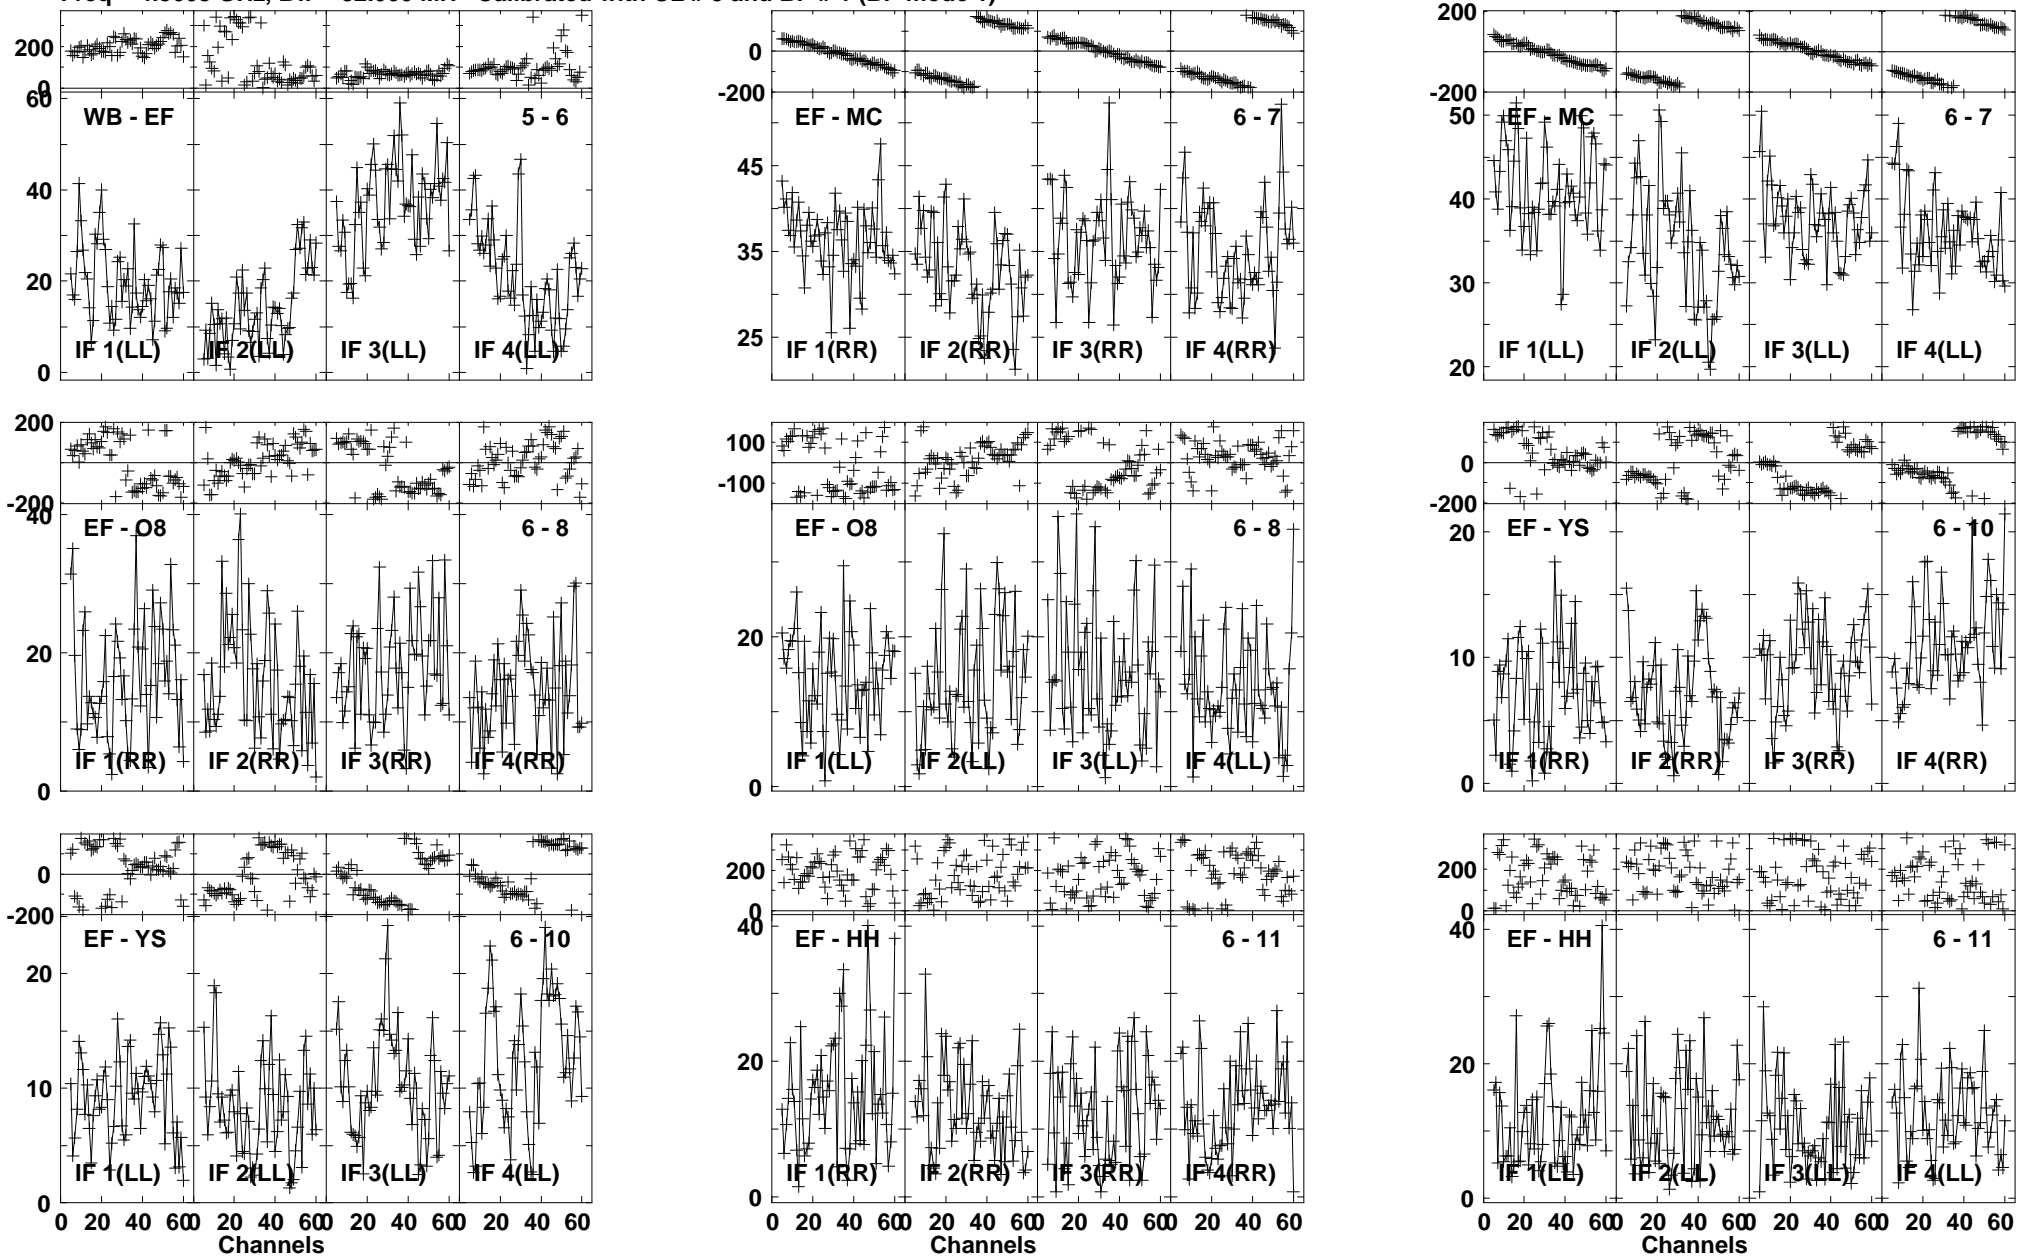 200
0
60
WB - EF 5 - 6
40
20
0
IF 1(LL) IF 2(LL) IF 3(LL) IF 4(LL)
0
-200
EF - MC 6 - 7
45
35
25
IF 1(RR) IF 2(RR) IF 3(RR) IF 4(RR)
200
0
-200
EF - MC 6 - 7
50
40
30
20
IF 1(LL) IF 2(LL) IF 3(LL) IF 4(LL)
200
-200
40
EF - O8 6 - 8
20
0
IF 1(RR) IF 2(RR) IF 3(RR) IF 4(RR)
100
-100
EF - O8 6 - 8
20
0
IF 1(LL) IF 2(LL) IF 3(LL) IF 4(LL)
0
-200
EF - YS 6 - 10
20
10
0
IF 1(RR) IF 2(RR) IF 3(RR) IF 4(RR)
0
-200
EF - YS 6 - 10
20
10
0
IF 1(LL) IF 2(LL) IF 3(LL) IF 4(LL)
0 20 40 60 0 20 40 60 0 20 40 60 0 20 40 60
Channels
200
0
40
EF - HH 6 - 11
20
0
IF 1(RR) IF 2(RR) IF 3(RR) IF 4(RR)
0 20 40 60 0 20 40 60 0 20 40 60 0 20 40 60
Channels
200
0
40
EF - HH 6 - 11
20
0
IF 1(LL) IF 2(LL) IF 3(LL) IF 4(LL)
0 20 40 60 0 20 40 60 0 20 40 60 0 20 40 60
Channels